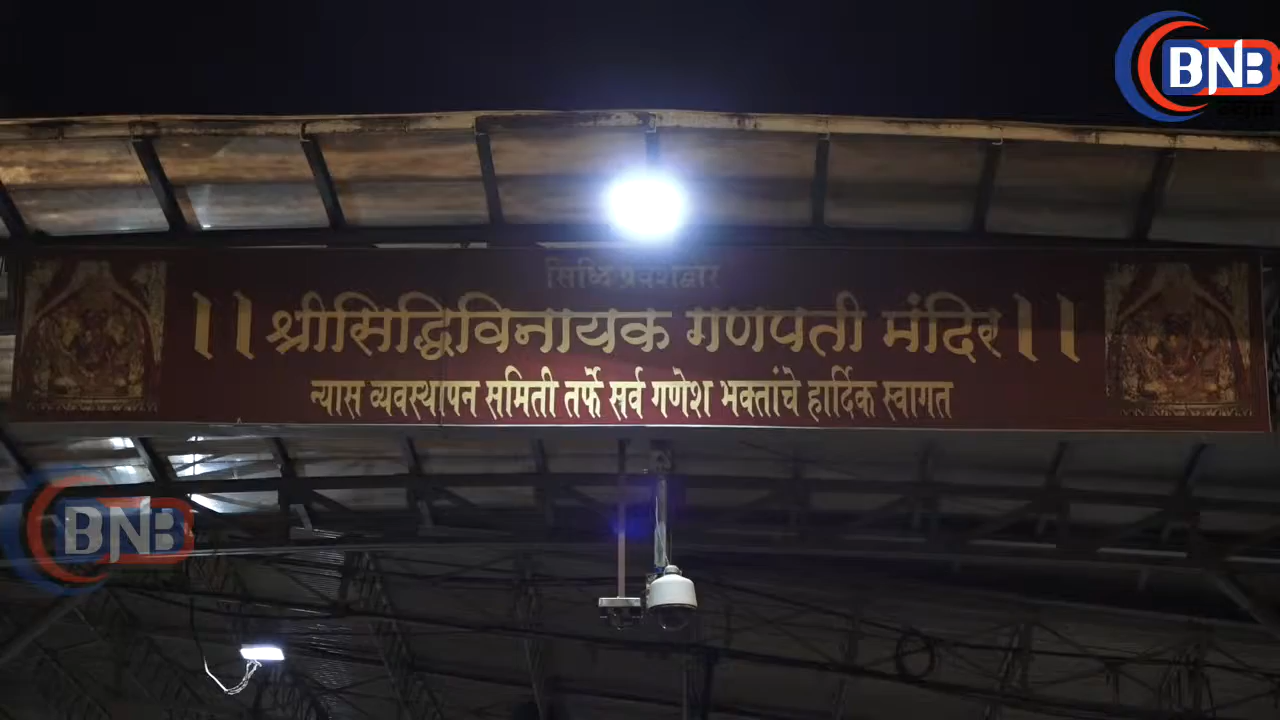 BNB
सिध्दि प्रवेशद्वार
।। श्रीसिद्धिविनायक गणपती मंदिर ।।
न्यास व्यवस्थापन समिती तर्फे सर्व गणेश भक्तांचे हार्दिक स्वागत
BNB